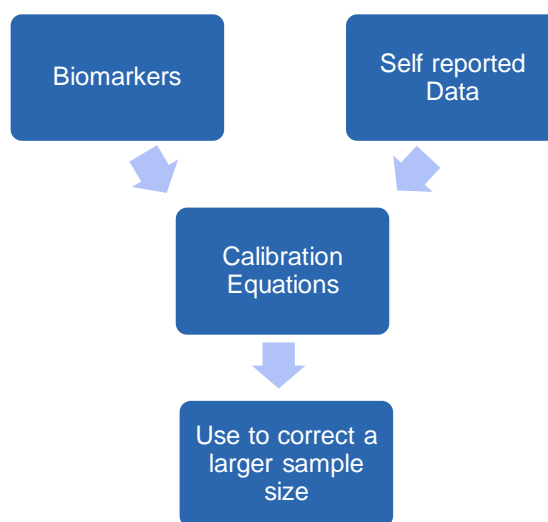 Biomarkers
Self reported
Data
Calibration
Equations
Use to correct a
larger sample
size